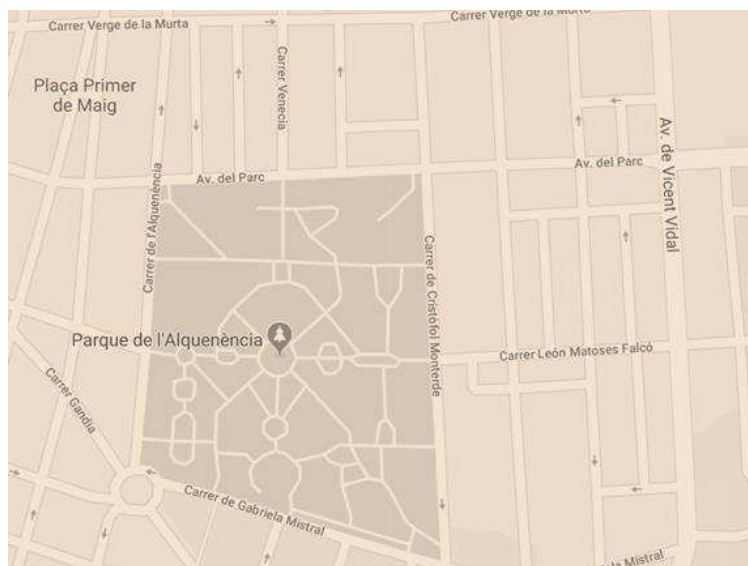 Carrer Verge de la Murta
Carrer Verge de la Murta
Plaça Primer
de Maig
Carrer Venecia
Av. de Vicent Vidal
Av. del Parc
Av. del Parc
Carrer de l'Alquenència
Carrer de Cristófol Monterde
Parque de l'Alquenència
Carrer León Matoses Falcó
Carrer Gandia
Carrer de Gabriela Mistral
Mistral